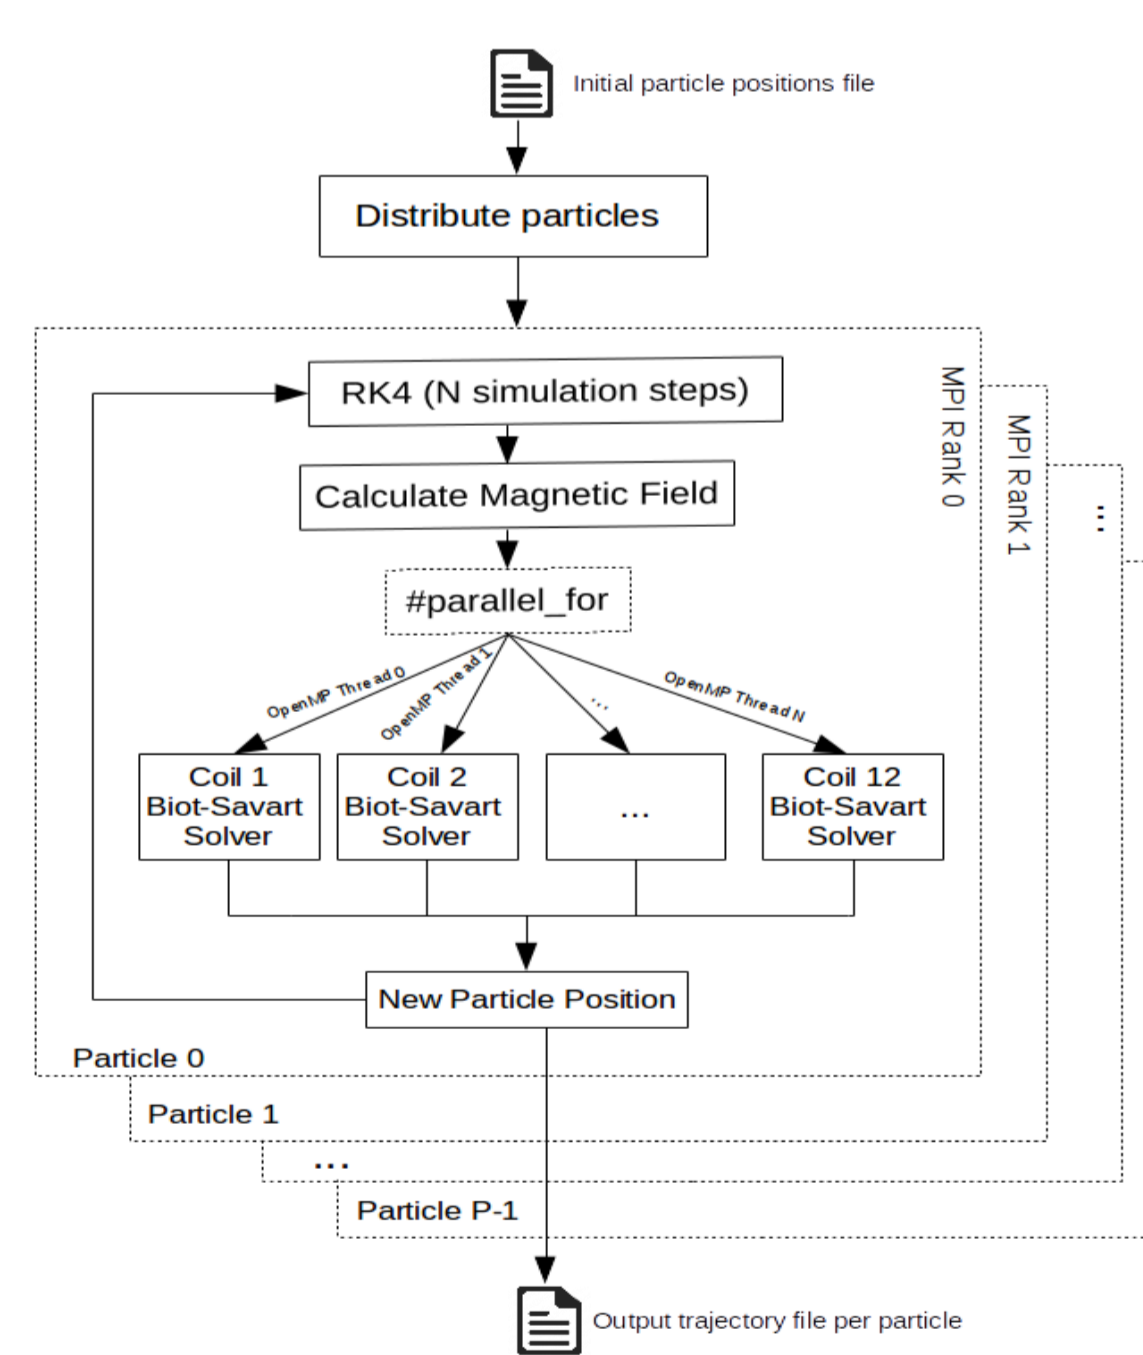 Initial particle positions file
Distribute particles
RK4 (N simulation steps)
MPI Rank 0
MPI Rank 1
...
Calculate Magnetic Field
#parallel_for
OpenMP Thread 0
OpenMP Thread 1
...
OpenMP Thread N
Coil 1
Biot-Savart
Solver
Coil 2
Biot-Savart
Solver
...
Coil 12
Biot-Savart
Solver
New Particle Position
Particle 0
Particle 1
...
Particle P-1
Output trajectory file per particle